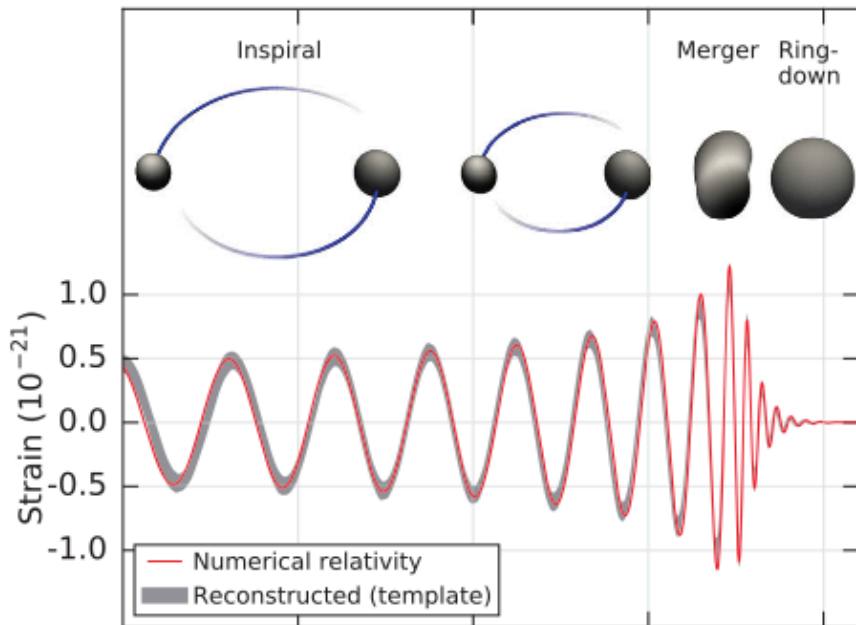 Inspiral
Merger
Ring-
down
1.0
0.5
0.0
-0.5
-1.0
Strain (10⁻²¹)
Numerical relativity
Reconstructed (template)